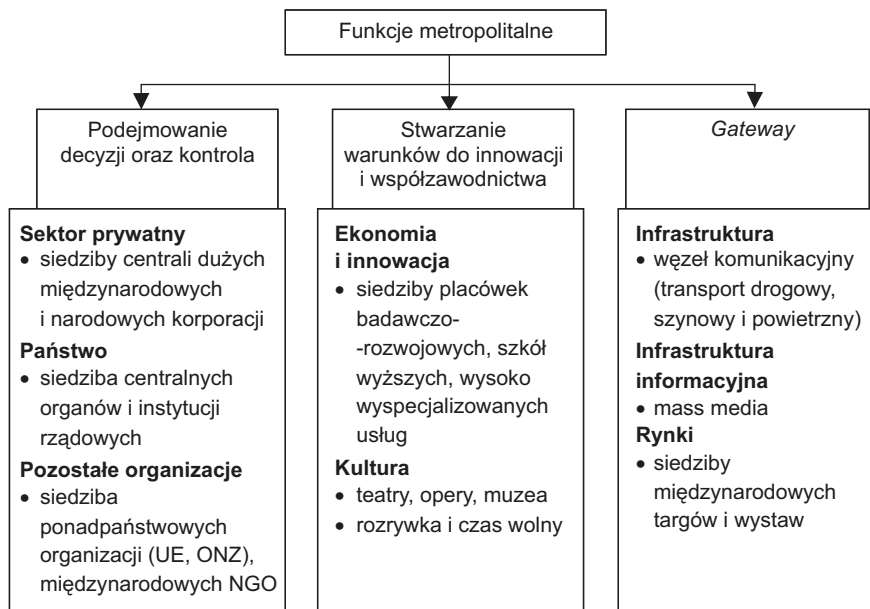 Funkcje metropolitalne
Podejmowanie
decyzji oraz kontrola
Sektor prywatny
• siedziby centrali dużych
międzynarodowych
i narodowych korporacji
Państwo
• siedziba centralnych
organów i instytucji
rządowych
Pozostałe organizacje
• siedziba
ponadpaństwowych
organizacji (UE, ONZ),
międzynarodowych NGO
Stwarzanie
warunków do innowacji
i współzawodnictwa
Ekonomia
i innowacja
• siedziby placówek
badawczo-
-rozwojowych, szkół
wyższych, wysoko
wyspecjalizowanych
usług
Kultura
• teatry, opery, muzea
• rozrywka i czas wolny
Gateway
Infrastruktura
• węzeł komunikacyjny
(transport drogowy,
szynowy i powietrzny)
Infrastruktura
informacyjna
• mass media
Rynki
• siedziby
międzynarodowych
targów i wystaw